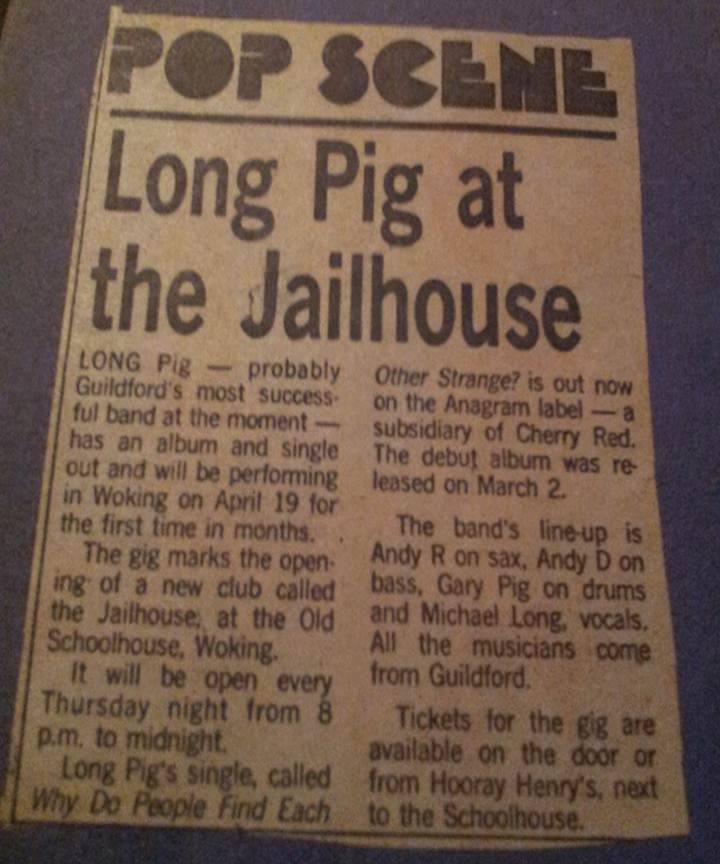 POP SCENE
Long Pig at
the Jailhouse
LONG Pig — probably
Guildford's most success-
ful band at the moment —
has an album and single
out and will be performing
in Woking on April 19 for
the first time in months.
The gig marks the open-
ing of a new club called
the Jailhouse, at the Old
Schoolhouse, Woking.
It will be open every
Thursday night from 8
p.m. to midnight.
Long Pig's single, called
Why Do People Find Each
Other Strange? is out now
on the Anagram label — a
subsidiary of Cherry Red.
The debut album was re-
leased on March 2.
The band's line-up is
Andy R on sax, Andy D on
bass, Gary Pig on drums
and Michael Long, vocals.
All the musicians come
from Guildford.
Tickets for the gig are
available on the door or
from Hooray Henry's, next
to the Schoolhouse.